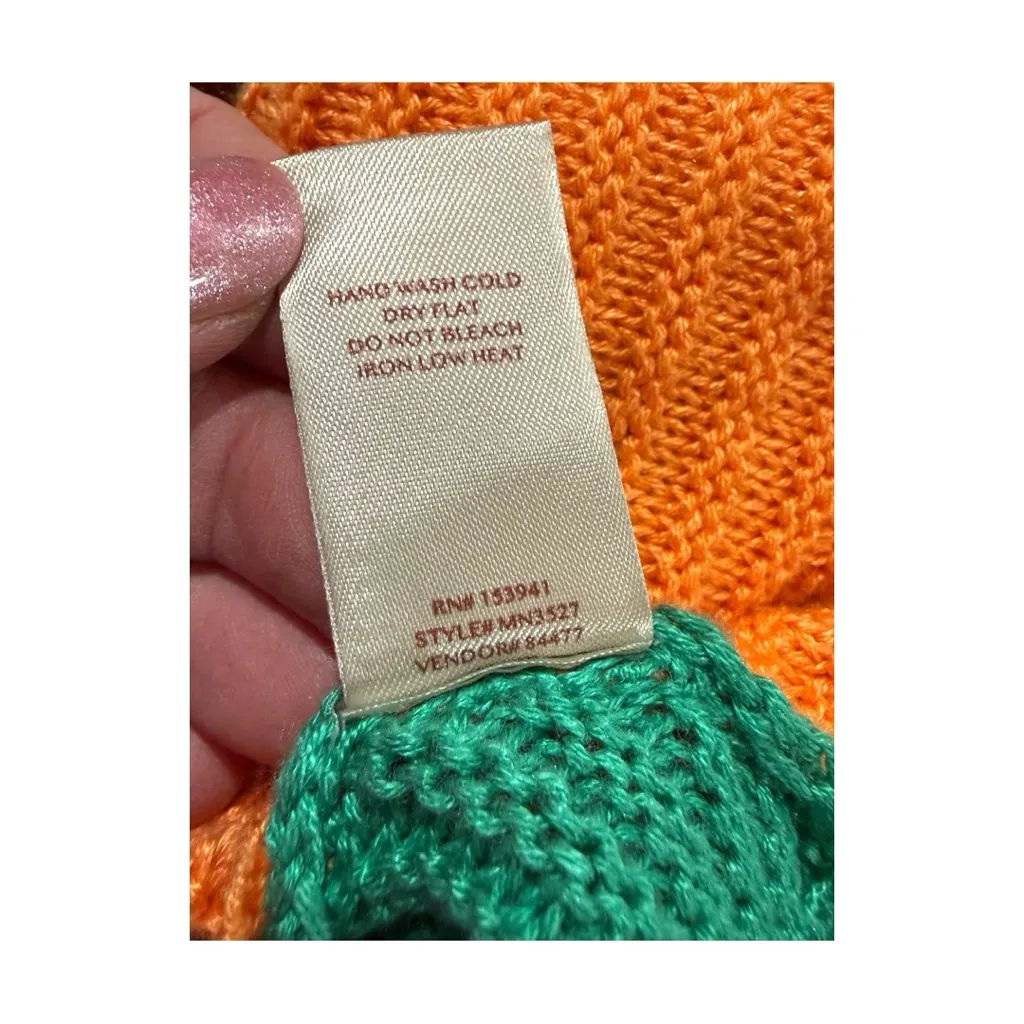 HAND WASH COLD
DRY FLAT
DO NOT BLEACH
IRON LOW HEAT
RN# 153941
STYLE# MN3527
VENDOR# 84477